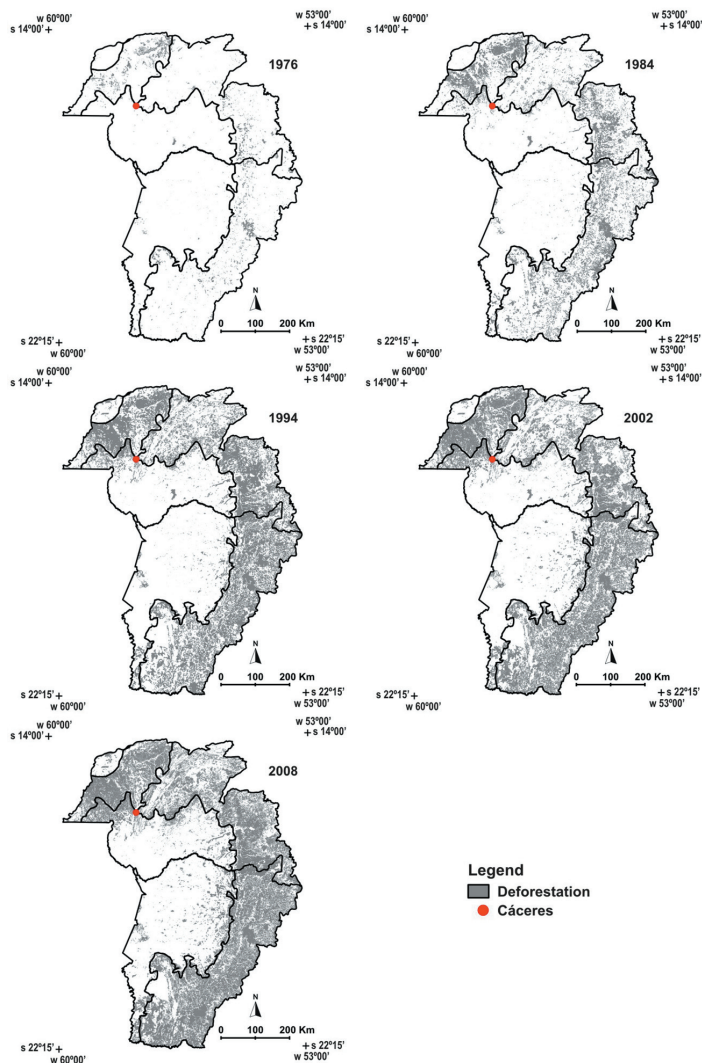 w 60º00'
s 14º00' +
w 53º00'
+ s 14º00'
1976
N
0 100 200 Km
s 22º15' +
w 60º00'
+ s 22º15'
w 53º00'
w 60º00'
s 14º00' +
w 53º00'
+ s 14º00'
1984
N
0 100 200 Km
s 22º15' +
w 60º00'
+ s 22º15'
w 53º00'
w 60º00'
s 14º00' +
w 53º00'
+ s 14º00'
1994
N
0 100 200 Km
s 22º15' +
w 60º00'
+ s 22º15'
w 53º00'
w 60º00'
s 14º00' +
w 53º00'
+ s 14º00'
2002
N
0 100 200 Km
s 22º15' +
w 60º00'
+ s 22º15'
w 53º00'
w 60º00'
s 14º00' +
w 53º00'
+ s 14º00'
2008
N
0 100 200 Km
s 22º15' +
w 60º00'
+ s 22º15'
w 53º00'
Legend
Deforestation
Cáceres